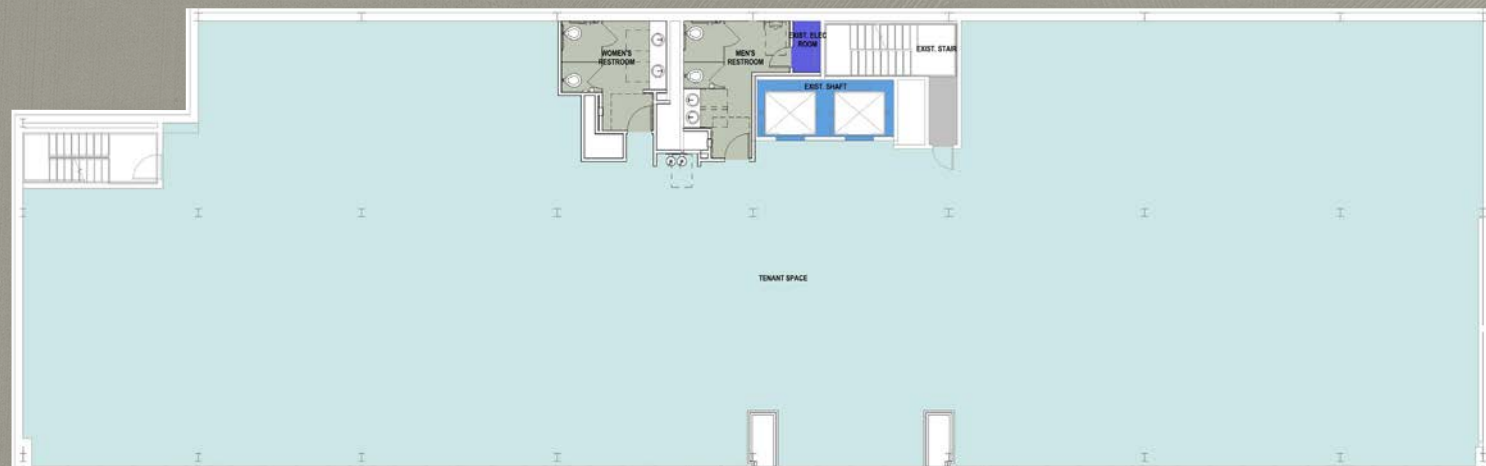 WOMEN'S
RESTROOM
MEN'S
RESTROOM
EXIST. ELEC
ROOM
EXIST. STAIR
EXIST. SHAFT
TENANT SPACE